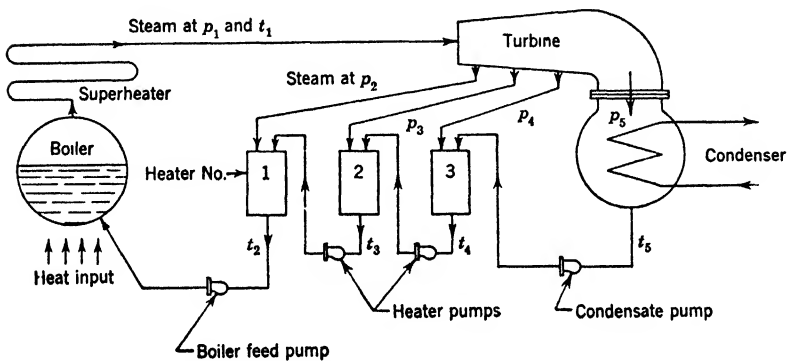 Steam at p₁ and t₁
Turbine
Steam at p₂
Superheater
p₃
p₄
p₅
Boiler
Condenser
Heater No.
1
2
3
t₂
t₃
t₄
t₅
Heat input
Heater pumps
Condensate pump
Boiler feed pump